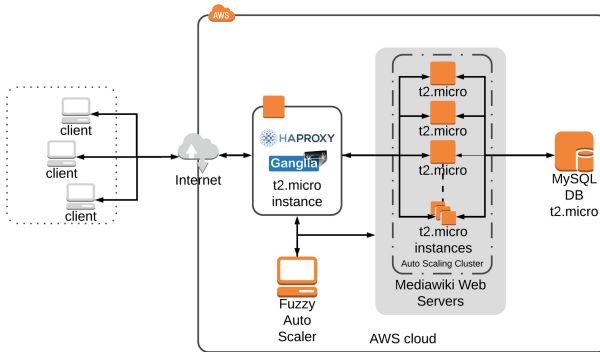 AWS
client
client
client
Internet
HAPROXY
Ganglia
t2.micro
instance
Fuzzy
Auto
Scaler
t2.micro
t2.micro
t2.micro
t2.micro
instances
Auto Scaling Cluster
Mediawiki Web
Servers
MySQL
DB
t2.micro
AWS cloud